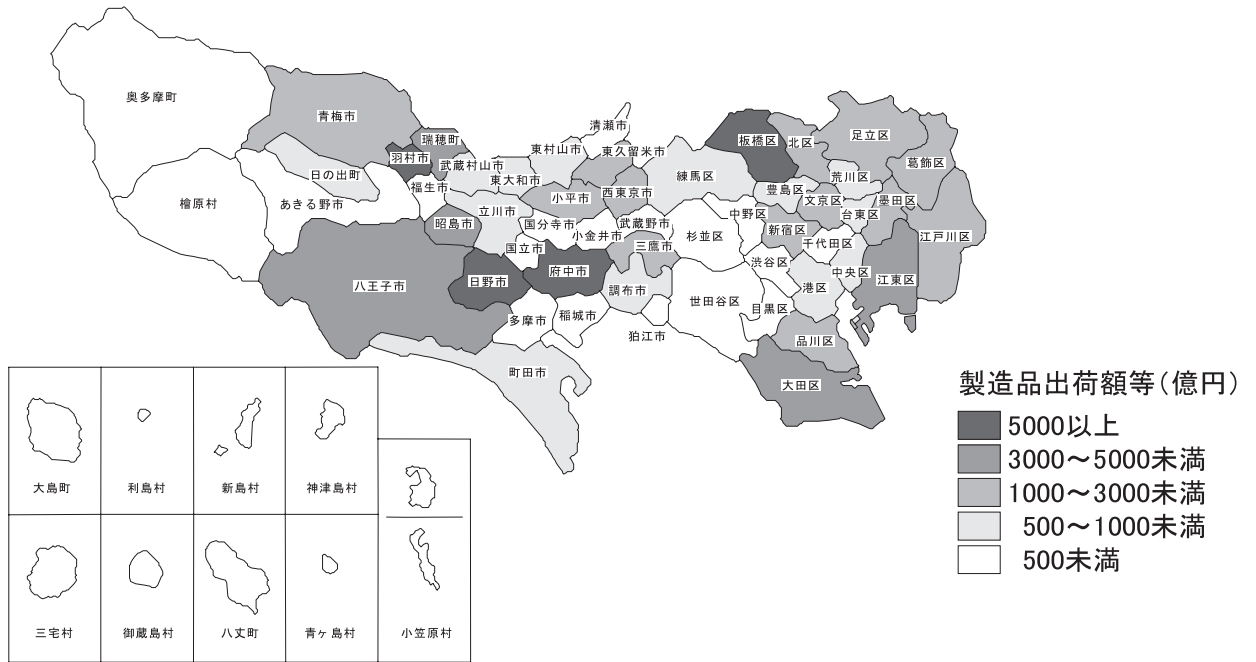 奥多摩町
青梅市
瑞穂町
羽村市
日の出町
檜原村
あきる野市
福生市
武蔵村山市
東大和市
東村山市
清瀬市
東久留米市
小平市
西東京市
練馬区
板橋区
北区
足立区
葛飾区
荒川区
豊島区
文京区
台東区
墨田区
江戸川区
昭島市
立川市
国分寺市
小金井市
武蔵野市
杉並区
中野区
新宿区
千代田区
国立市
三鷹市
渋谷区
中央区
江東区
八王子市
日野市
府中市
調布市
世田谷区
目黒区
港区
多摩市
稲城市
狛江市
品川区
町田市
大田区
大島町
利島村
新島村
神津島村
三宅村
御蔵島村
八丈町
青ヶ島村
小笠原村
製造品出荷額等(億円)
5000以上
3000~5000未満
1000~3000未満
500~1000未満
500未満